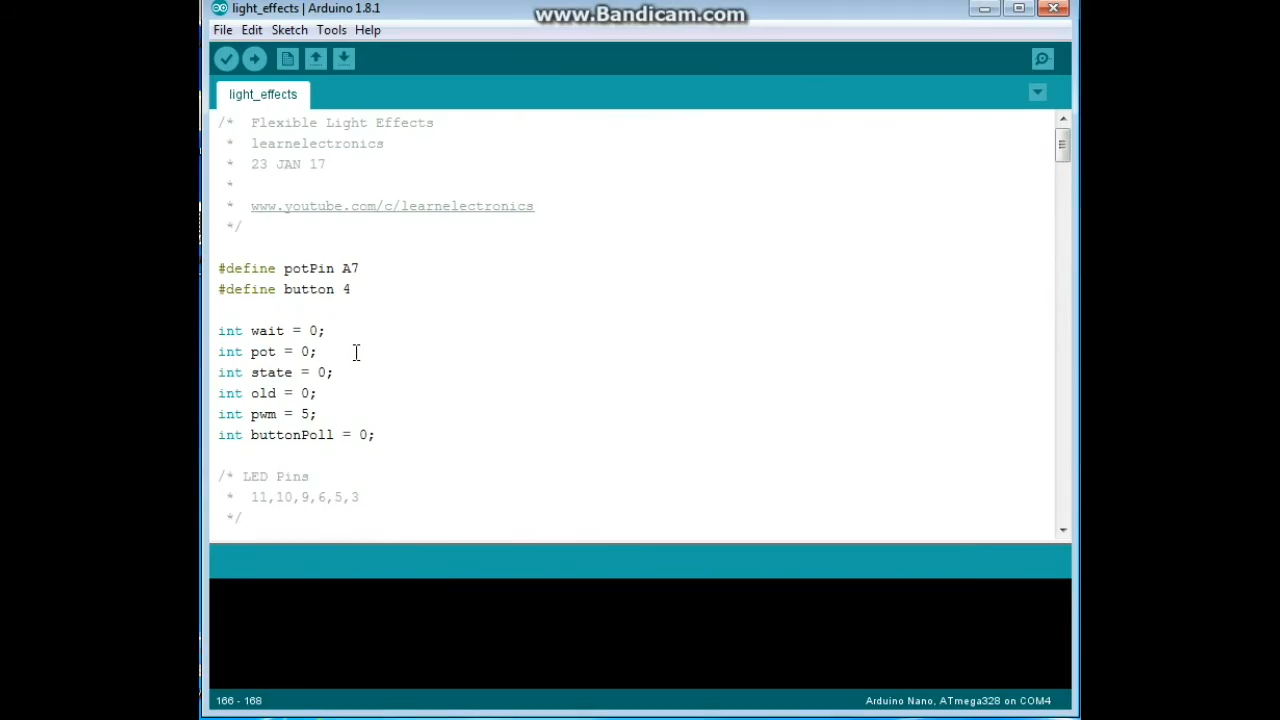 light_effects | Arduino 1.8.1
www.Bandicam.com
File Edit Sketch Tools Help
light_effects
/*  Flexible Light Effects
 *  learnelectronics
 *  23 JAN 17
 *
 *  www.youtube.com/c/learnelectronics
 */
#define potPin A7
#define button 4
int wait = 0;
int pot = 0;
int state = 0;
int old = 0;
int pwm = 5;
int buttonPoll = 0;
/* LED Pins
 *  11,10,9,6,5,3
 */
166 - 168
Arduino Nano, ATmega328 on COM4